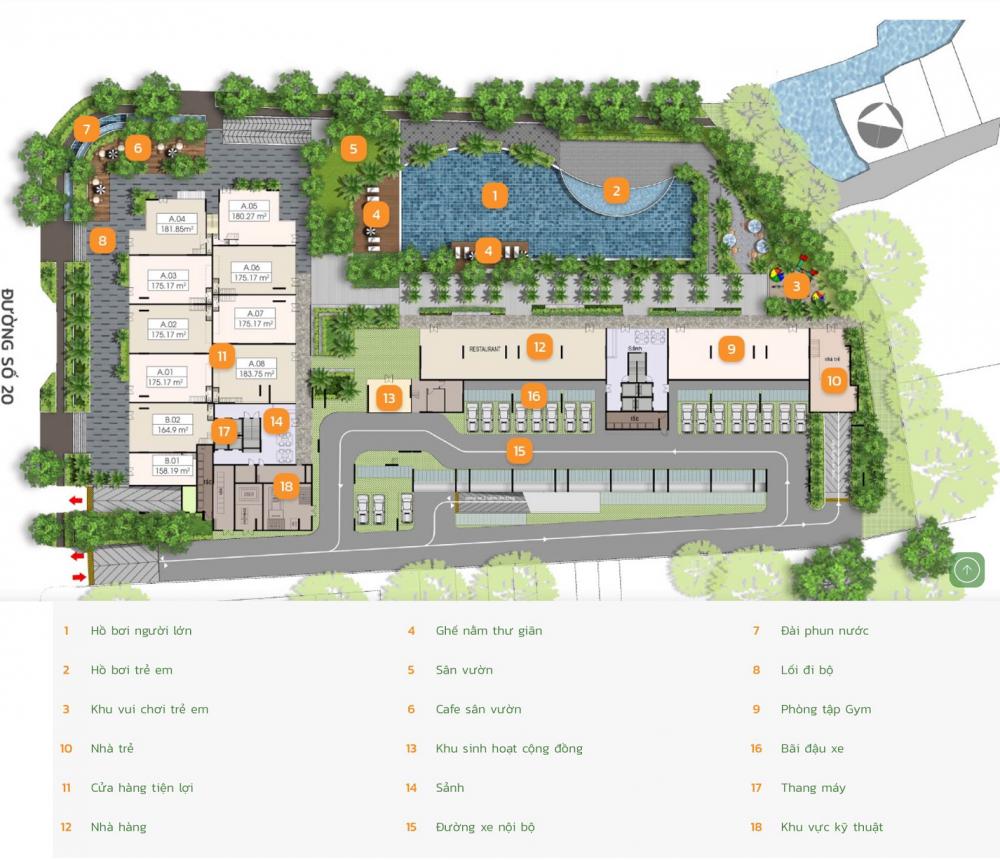 7
6
5
1
2
4
A.05
180.27 m²
A.04
181.85m²
8
4
A.06
175.17 m²
A.03
175.17 m²
3
ĐƯỜNG SỐ 20
A.07
175.17 m²
A.02
175.17 m²
RESTAURANT
12
Sảnh
9
11
A.08
183.75 m²
A.01
175.17 m²
nhà trẻ
10
13
16
B.02
164.9 m²
17
14
RÁC
15
B.01
158.19 m²
RÁC
18
1 Hồ bơi người lớn
2 Hồ bơi trẻ em
3 Khu vui chơi trẻ em
10 Nhà trẻ
11 Cửa hàng tiện lợi
12 Nhà hàng
4 Ghế nằm thư giãn
5 Sân vườn
6 Cafe sân vườn
13 Khu sinh hoạt cộng đồng
14 Sảnh
15 Đường xe nội bộ
7 Đài phun nước
8 Lối đi bộ
9 Phòng tập Gym
16 Bãi đậu xe
17 Thang máy
18 Khu vực kỹ thuật